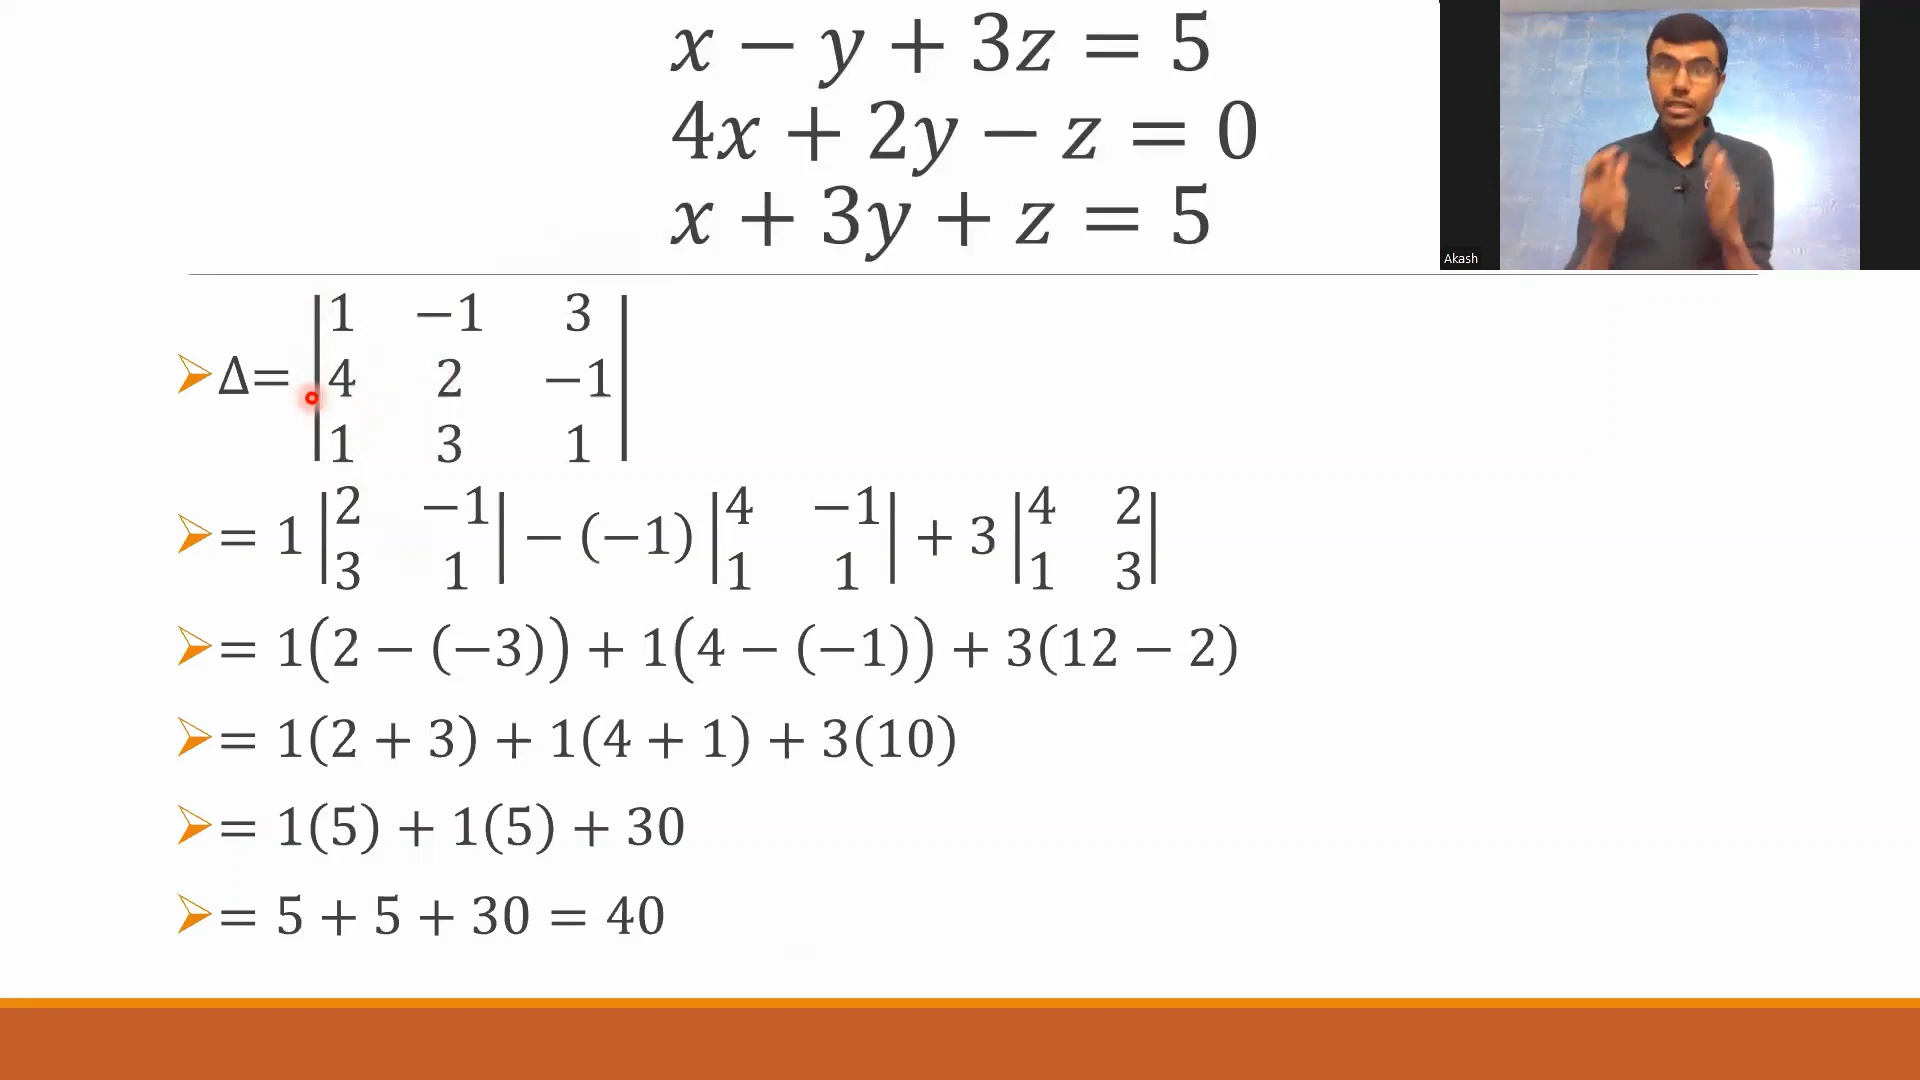 x − y + 3z = 5
4x + 2y − z = 0
x + 3y + z = 5
Akash
➢Δ= |1 −1 3|
|4 2 −1|
|1 3 1|
➢= 1 |2 −1| − (−1) |4 −1| + 3 |4 2|
|3 1| |1 1| |1 3|
➢= 1(2 − (−3)) + 1(4 − (−1)) + 3(12 − 2)
➢= 1(2 + 3) + 1(4 + 1) + 3(10)
➢= 1(5) + 1(5) + 30
➢= 5 + 5 + 30 = 40